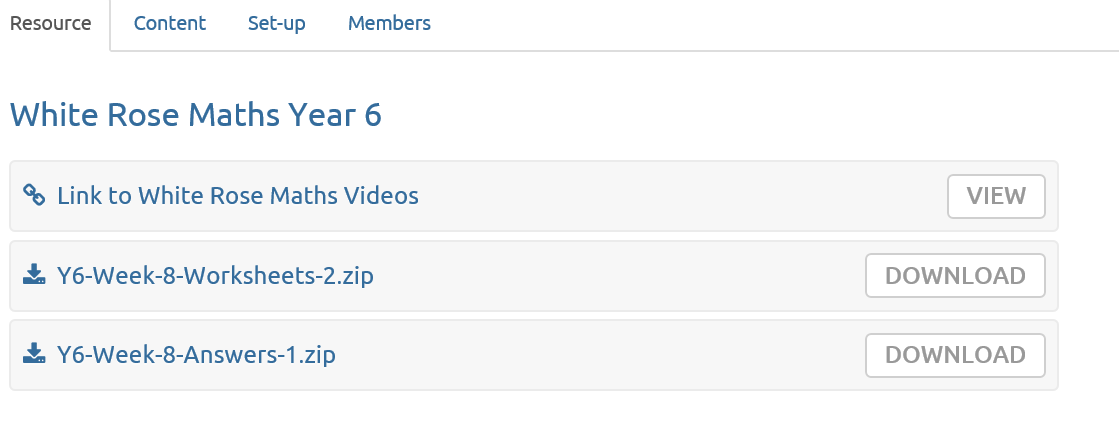 Resource Content Set-up Members
White Rose Maths Year 6
Link to White Rose Maths Videos VIEW
Y6-Week-8-Worksheets-2.zip DOWNLOAD
Y6-Week-8-Answers-1.zip DOWNLOAD